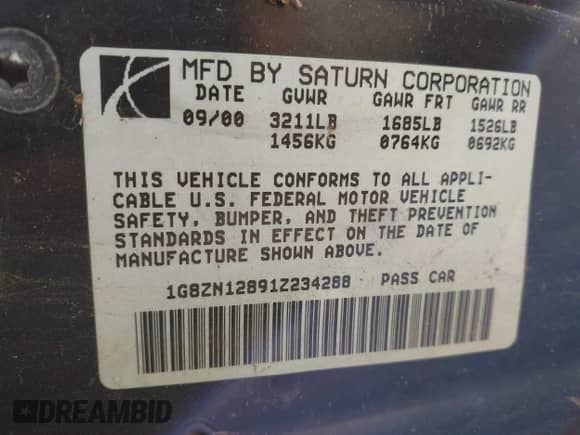 MFD BY SATURN CORPORATION
DATE GVWR GAWR FRT GAWR RR
09/00 3211LB 1685LB 1526LB
1456KG 0764KG 0692KG
THIS VEHICLE CONFORMS TO ALL APPLI-
CABLE U.S. FEDERAL MOTOR VEHICLE
SAFETY, BUMPER, AND THEFT PREVENTION
STANDARDS IN EFFECT ON THE DATE OF
MANUFACTURE SHOWN ABOVE.
1G8ZN12891Z234288 PASS CAR
DREAMBID